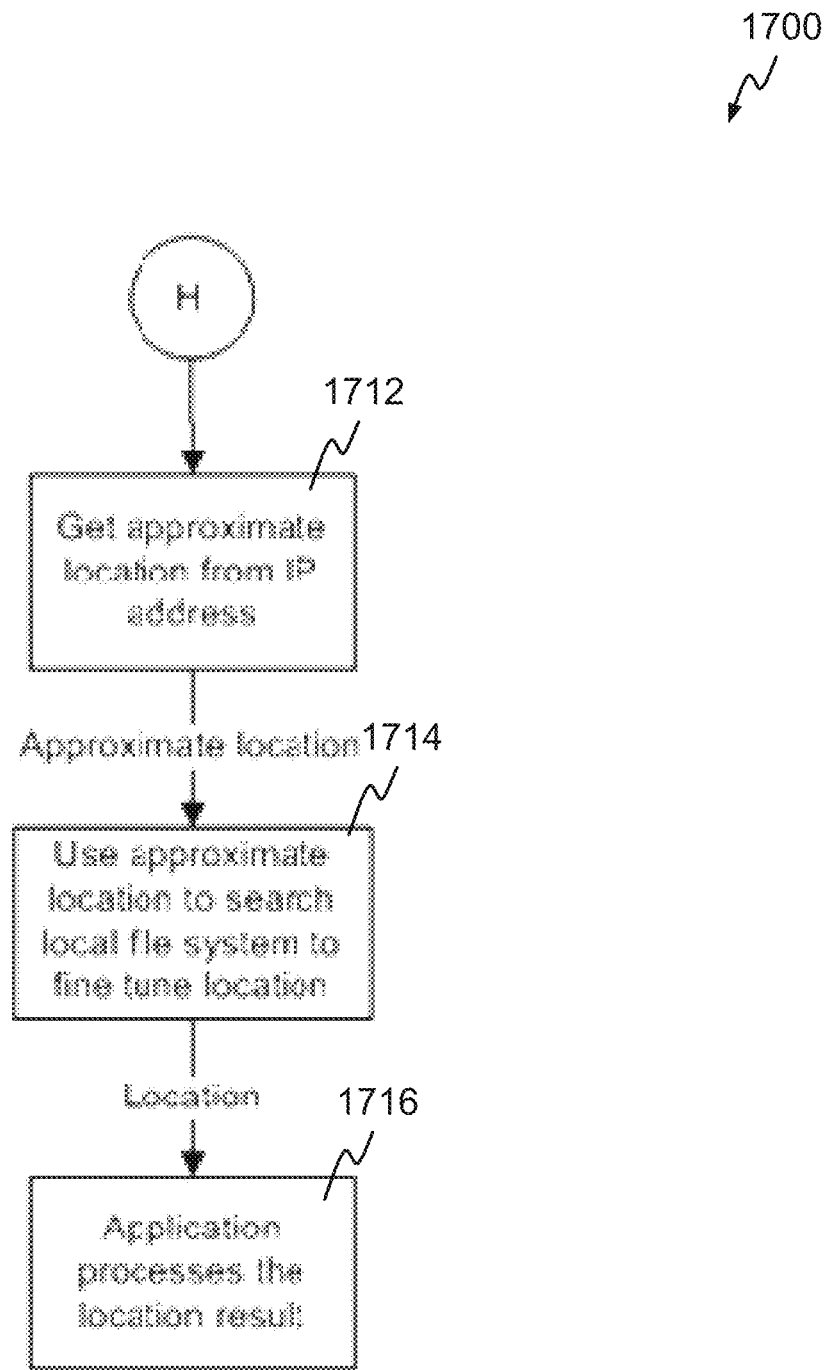 1700
H
1712
Get approximate
location from IP
address
Approximate location
1714
Use approximate
location to search
local file system to
fine tune location
Location
1716
Application
processes the
location result